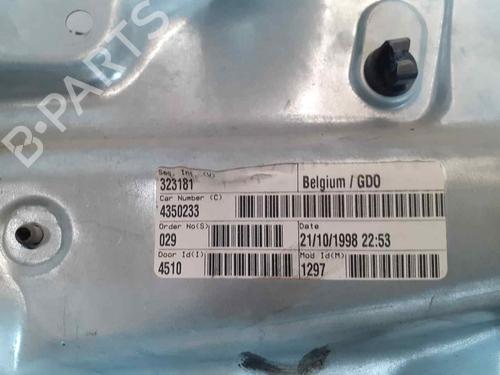 B-PARTS
Seq. Int. (V)
323181
Belgium / GDO
Car Number (C)
4350233
Order No(S)
029
Date
21/10/1998 22:53
Door Id(I)
4510
Mod Id(M)
1297